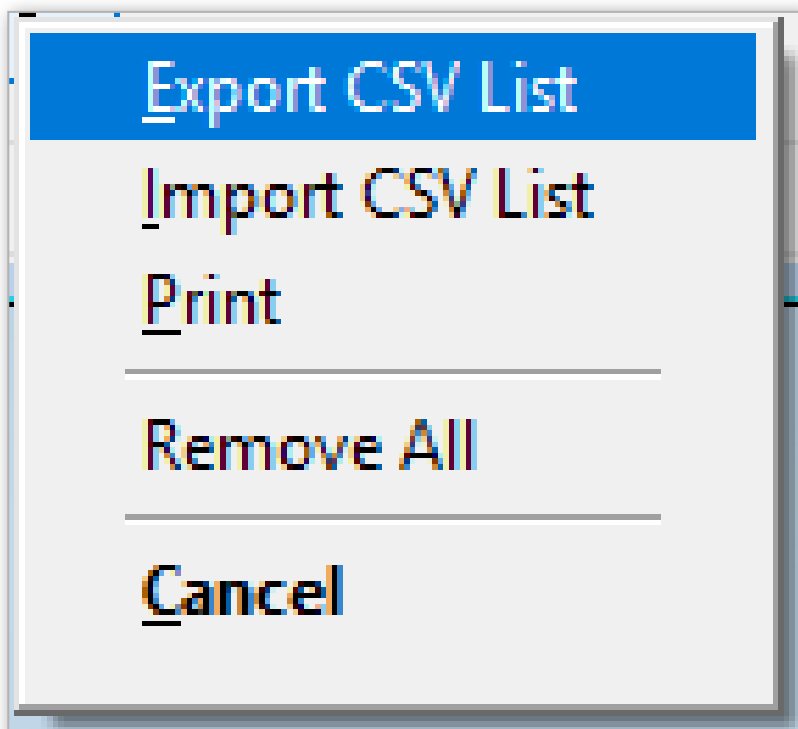 Export CSV List
Import CSV List
Print
Remove All
Cancel